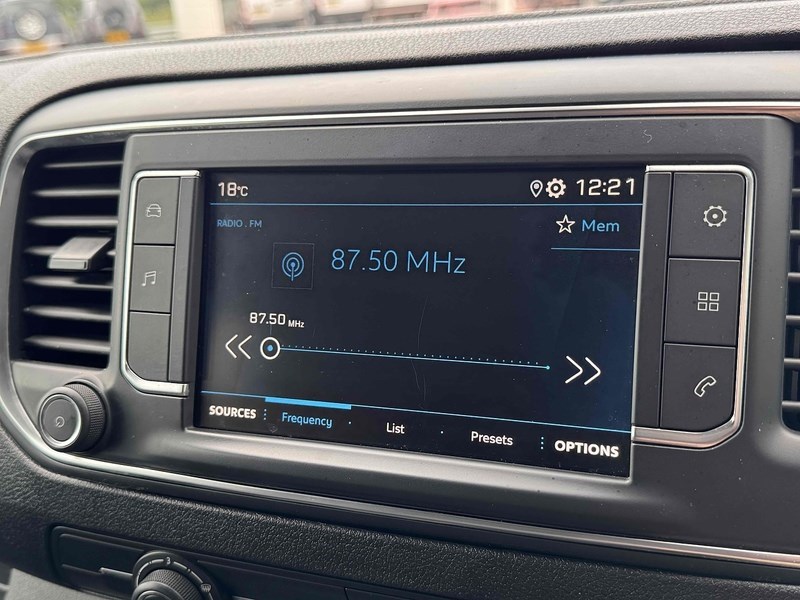 18°C 12:21
RADIO . FM
Mem
87.50 MHz
87.50 MHz
SOURCES Frequency List Presets OPTIONS